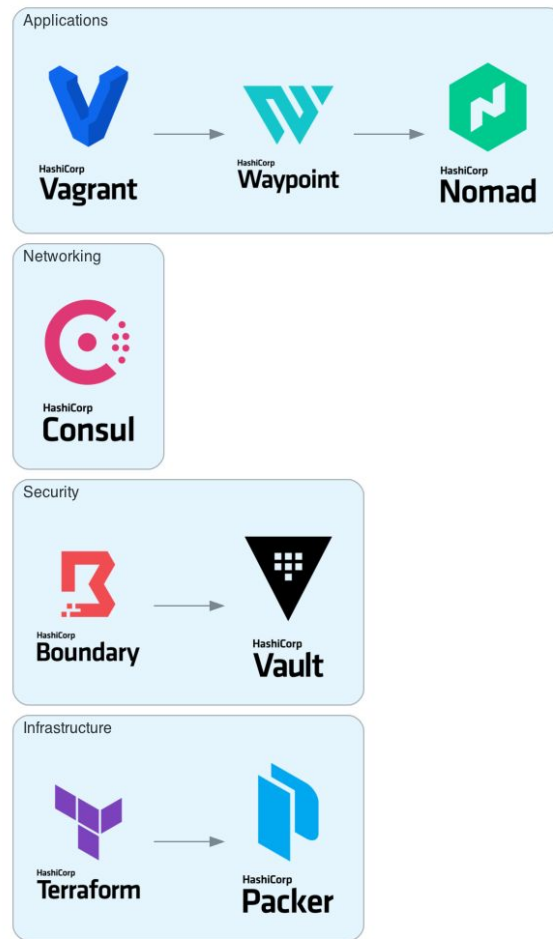 Applications
HashiCorp
Vagrant
HashiCorp
Waypoint
HashiCorp
Nomad
Networking
HashiCorp
Consul
Security
HashiCorp
Boundary
HashiCorp
Vault
Infrastructure
HashiCorp
Terraform
HashiCorp
Packer